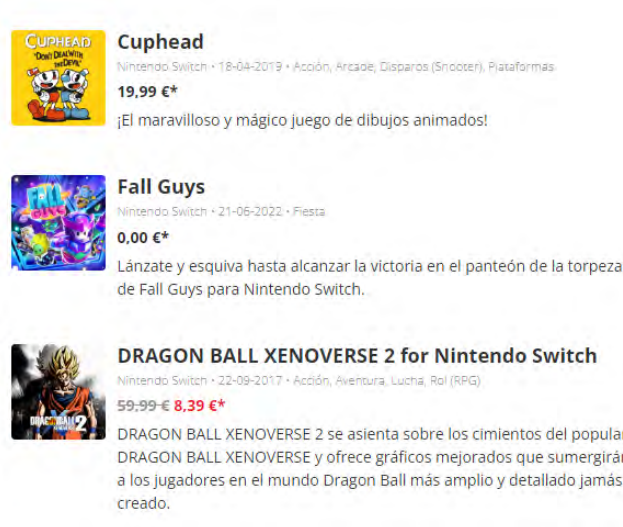 CUPHEAD
"DON'T DEAL WITH
THE DEVIL"
Cuphead
Nintendo Switch • 18-04-2019 • Acción, Arcade, Disparos (Shooter), Plataformas
19,99 €*
¡El maravilloso y mágico juego de dibujos animados!
FALL
GUYS
Fall Guys
Nintendo Switch • 21-06-2022 • Fiesta
0,00 €*
Lánzate y esquiva hasta alcanzar la victoria en el panteón de la torpeza
de Fall Guys para Nintendo Switch.
DRAGON BALL
XENOVERSE 2
DRAGON BALL XENOVERSE 2 for Nintendo Switch
Nintendo Switch • 22-09-2017 • Acción, Aventura, Lucha, Rol (RPG)
59,99 € 8,39 €*
DRAGON BALL XENOVERSE 2 se asienta sobre los cimientos del popular
DRAGON BALL XENOVERSE y ofrece gráficos mejorados que sumergirán
a los jugadores en el mundo Dragon Ball más amplio y detallado jamás
creado.